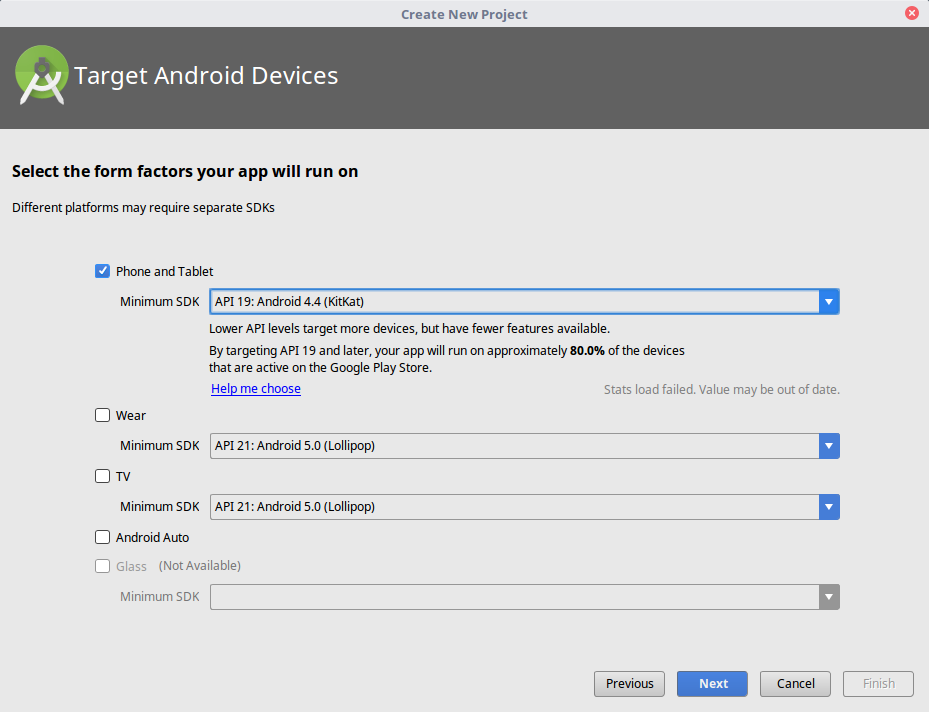 Create New Project
Target Android Devices
Select the form factors your app will run on
Different platforms may require separate SDKs
Phone and Tablet
Minimum SDK API 19: Android 4.4 (KitKat)
Lower API levels target more devices, but have fewer features available.
By targeting API 19 and later, your app will run on approximately 80.0% of the devices
that are active on the Google Play Store.
Help me choose Stats load failed. Value may be out of date.
Wear
Minimum SDK API 21: Android 5.0 (Lollipop)
TV
Minimum SDK API 21: Android 5.0 (Lollipop)
Android Auto
Glass (Not Available)
Minimum SDK
Previous Next Cancel Finish